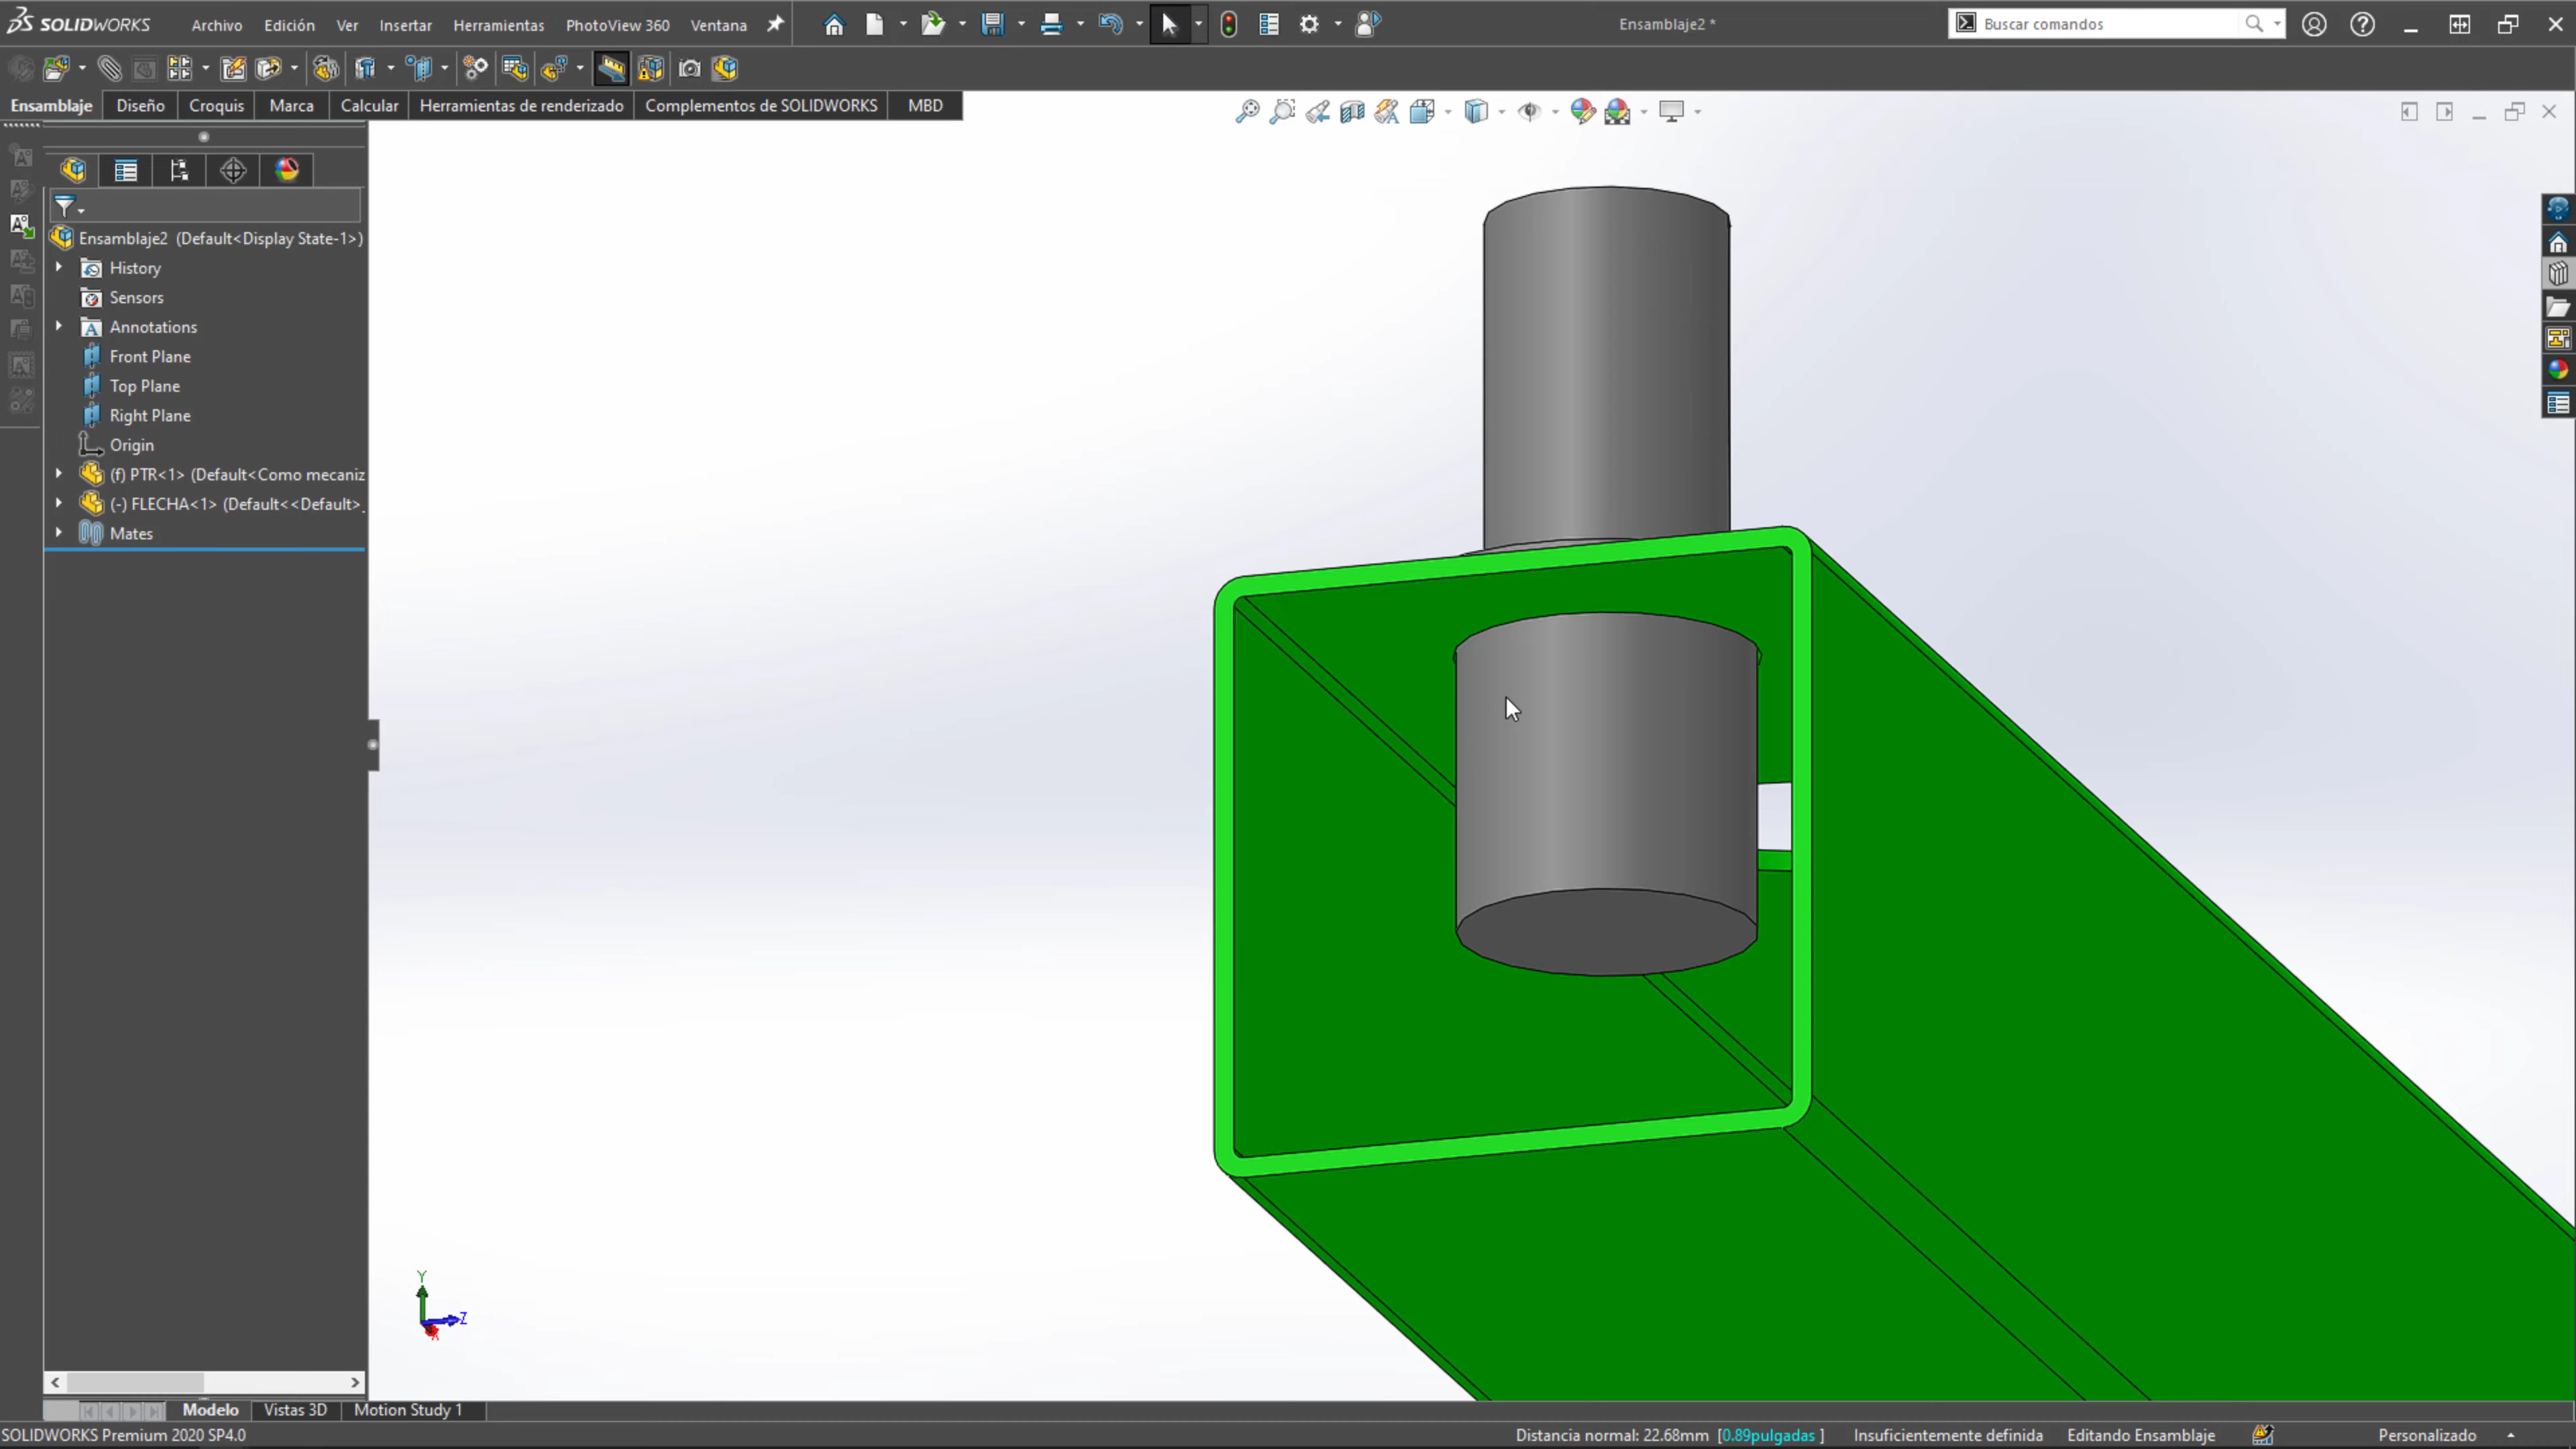 SOLIDWORKS Archivo Edición Ver Insertar Herramientas PhotoView 360 Ventana Ensamblaje2 * Buscar comandos
Ensamblaje Diseño Croquis Marca Calcular Herramientas de renderizado Complementos de SOLIDWORKS MBD
Ensamblaje2 (Default<Display State-1>)
History
Sensors
Annotations
Front Plane
Top Plane
Right Plane
Origin
(f) PTR<1> (Default<Como mecaniz
(-) FLECHA<1> (Default<<Default>_
Mates
Y
Z
X
Modelo Vistas 3D Motion Study 1
SOLIDWORKS Premium 2020 SP4.0 Distancia normal: 22.68mm [0.89pulgadas ] Insuficientemente definida Editando Ensamblaje Personalizado